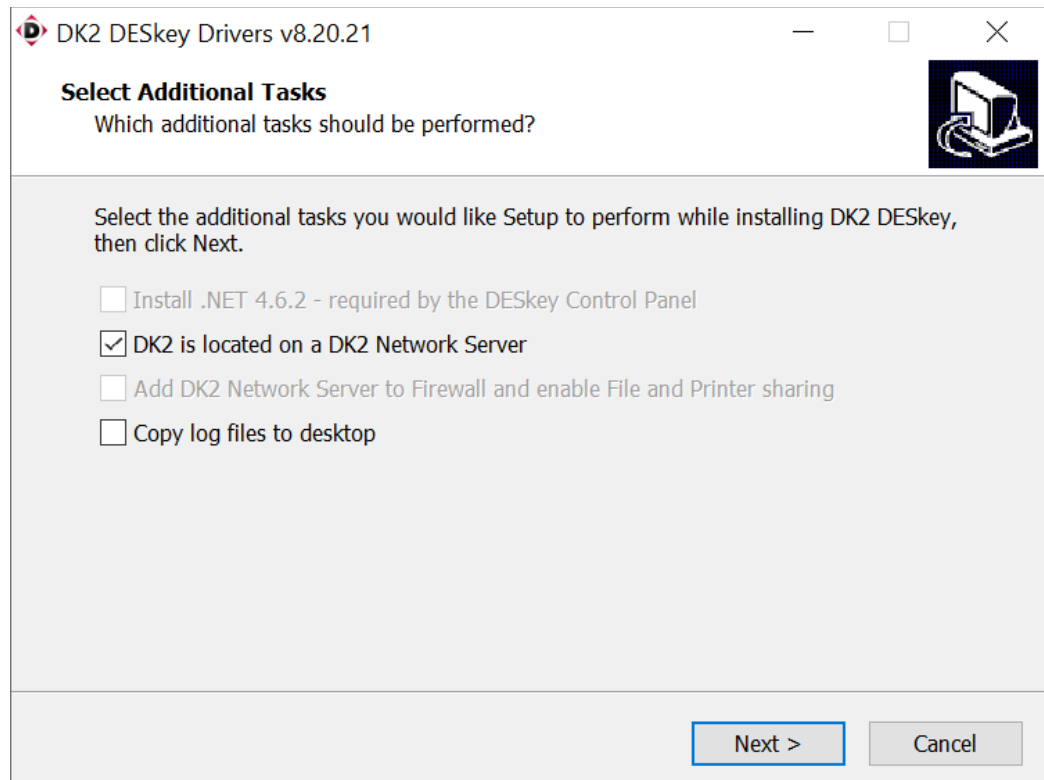 DK2 DESkey Drivers v8.20.21
Select Additional Tasks
Which additional tasks should be performed?
Select the additional tasks you would like Setup to perform while installing DK2 DESkey,
then click Next.
Install .NET 4.6.2 - required by the DESkey Control Panel
DK2 is located on a DK2 Network Server
Add DK2 Network Server to Firewall and enable File and Printer sharing
Copy log files to desktop
Next >
Cancel